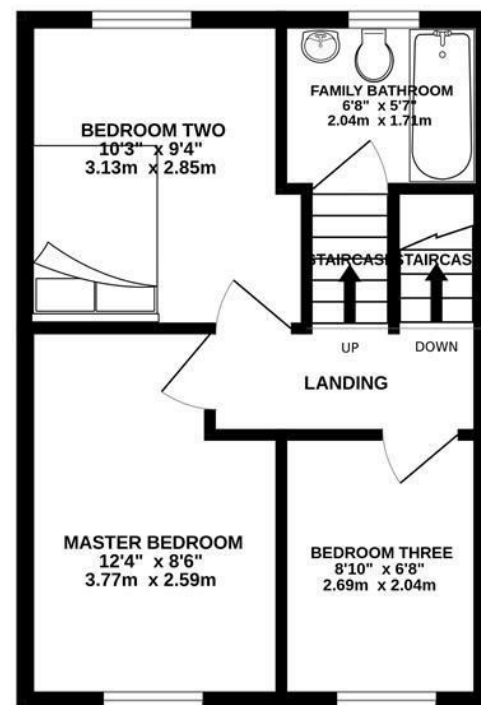 FAMILY BATHROOM
6'8" x 5'7"
2.04m x 1.71m
BEDROOM TWO
10'3" x 9'4"
3.13m x 2.85m
STAIRCASE
STAIRCASE
UP
DOWN
LANDING
MASTER BEDROOM
12'4" x 8'6"
3.77m x 2.59m
BEDROOM THREE
8'10" x 6'8"
2.69m x 2.04m